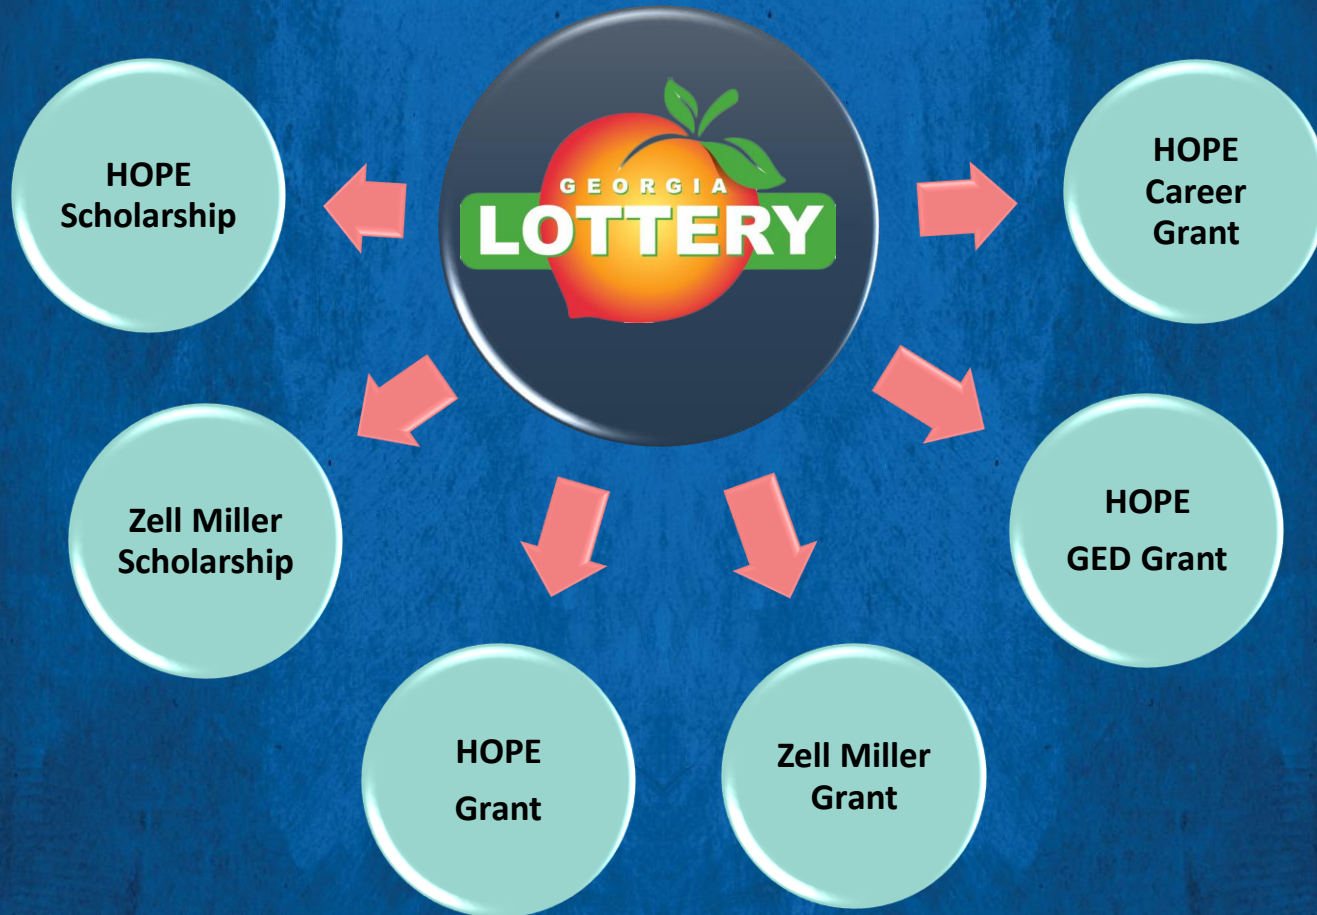 GEORGIA
LOTTERY
HOPE
Scholarship
Zell Miller
Scholarship
HOPE
Grant
Zell Miller
Grant
HOPE
GED Grant
HOPE
Career
Grant